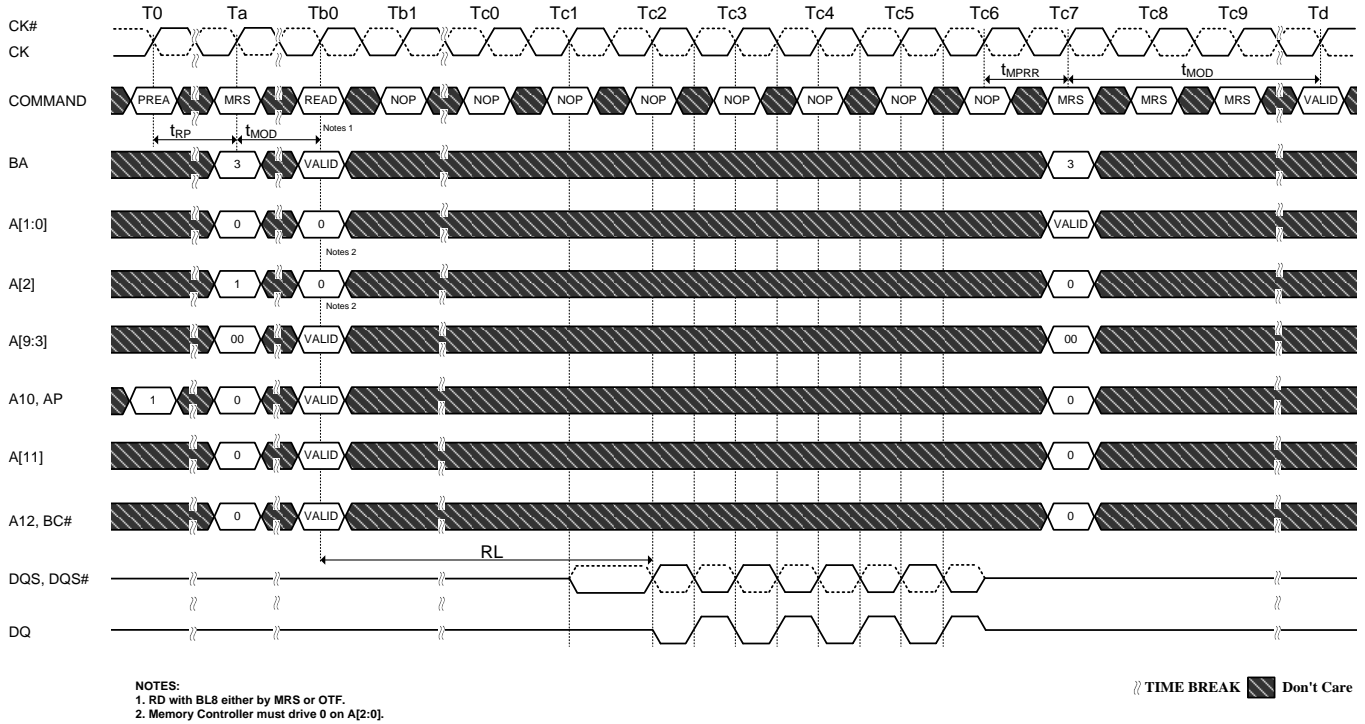 T0 Ta Tb0 Tb1 Tc0 Tc1 Tc2 Tc3 Tc4 Tc5 Tc6 Tc7 Tc8 Tc9 Td
CK#
CK
tMPRR tMOD
COMMAND PREA MRS READ NOP NOP NOP NOP NOP NOP NOP NOP MRS MRS MRS VALID
tRP tMOD Notes 1
BA 3 VALID 3
A[1:0] 0 0 VALID
Notes 2
A[2] 1 0 0
Notes 2
A[9:3] 00 VALID 00
A10, AP 1 0 VALID 0
A[11] 0 VALID 0
A12, BC# 0 VALID 0
RL
DQS, DQS#
DQ
NOTES:
1. RD with BL8 either by MRS or OTF.
2. Memory Controller must drive 0 on A[2:0].
TIME BREAK Don't Care